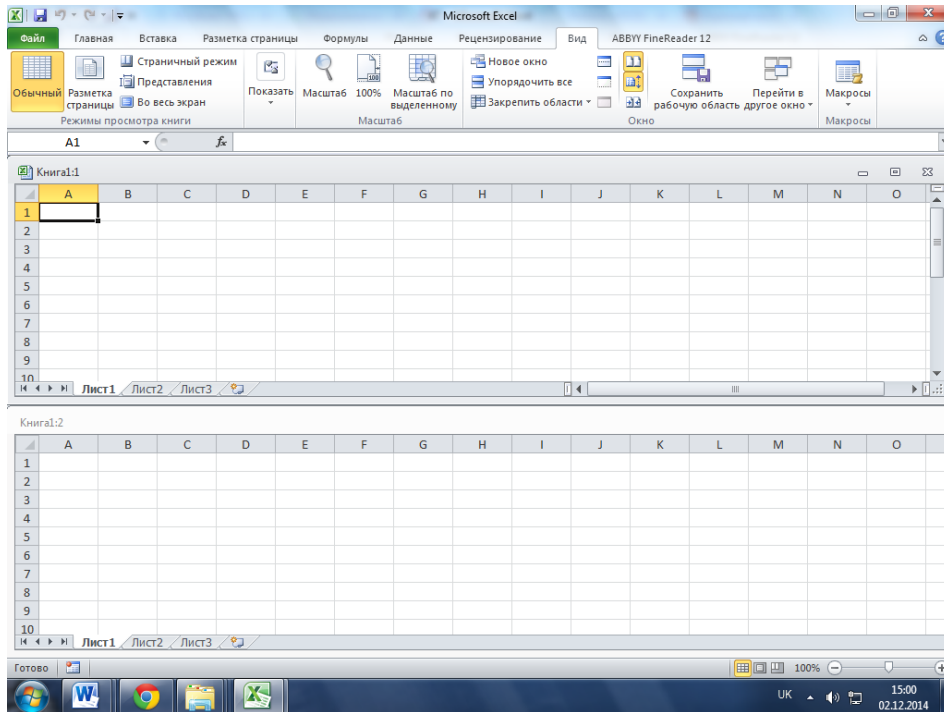 Microsoft Excel
Файл Главная Вставка Разметка страницы Формулы Данные Рецензирование Вид ABBYY FineReader 12
Обычный Разметка страницы Страничный режим Представления Во весь экран Показать Масштаб 100% Масштаб по выделенному Новое окно Упорядочить все Закрепить области Сохранить рабочую область Перейти в другое окно Макросы
Режимы просмотра книги Масштаб Окно Макросы
A1 fx
Книга1:1
A B C D E F G H I J K L M N O
1
2
3
4
5
6
7
8
9
10
Лист1 Лист2 Лист3
Книга1:2
A B C D E F G H I J K L M N O
1
2
3
4
5
6
7
8
9
10
Лист1 Лист2 Лист3
Готово 100%
UK 15:00
02.12.2014